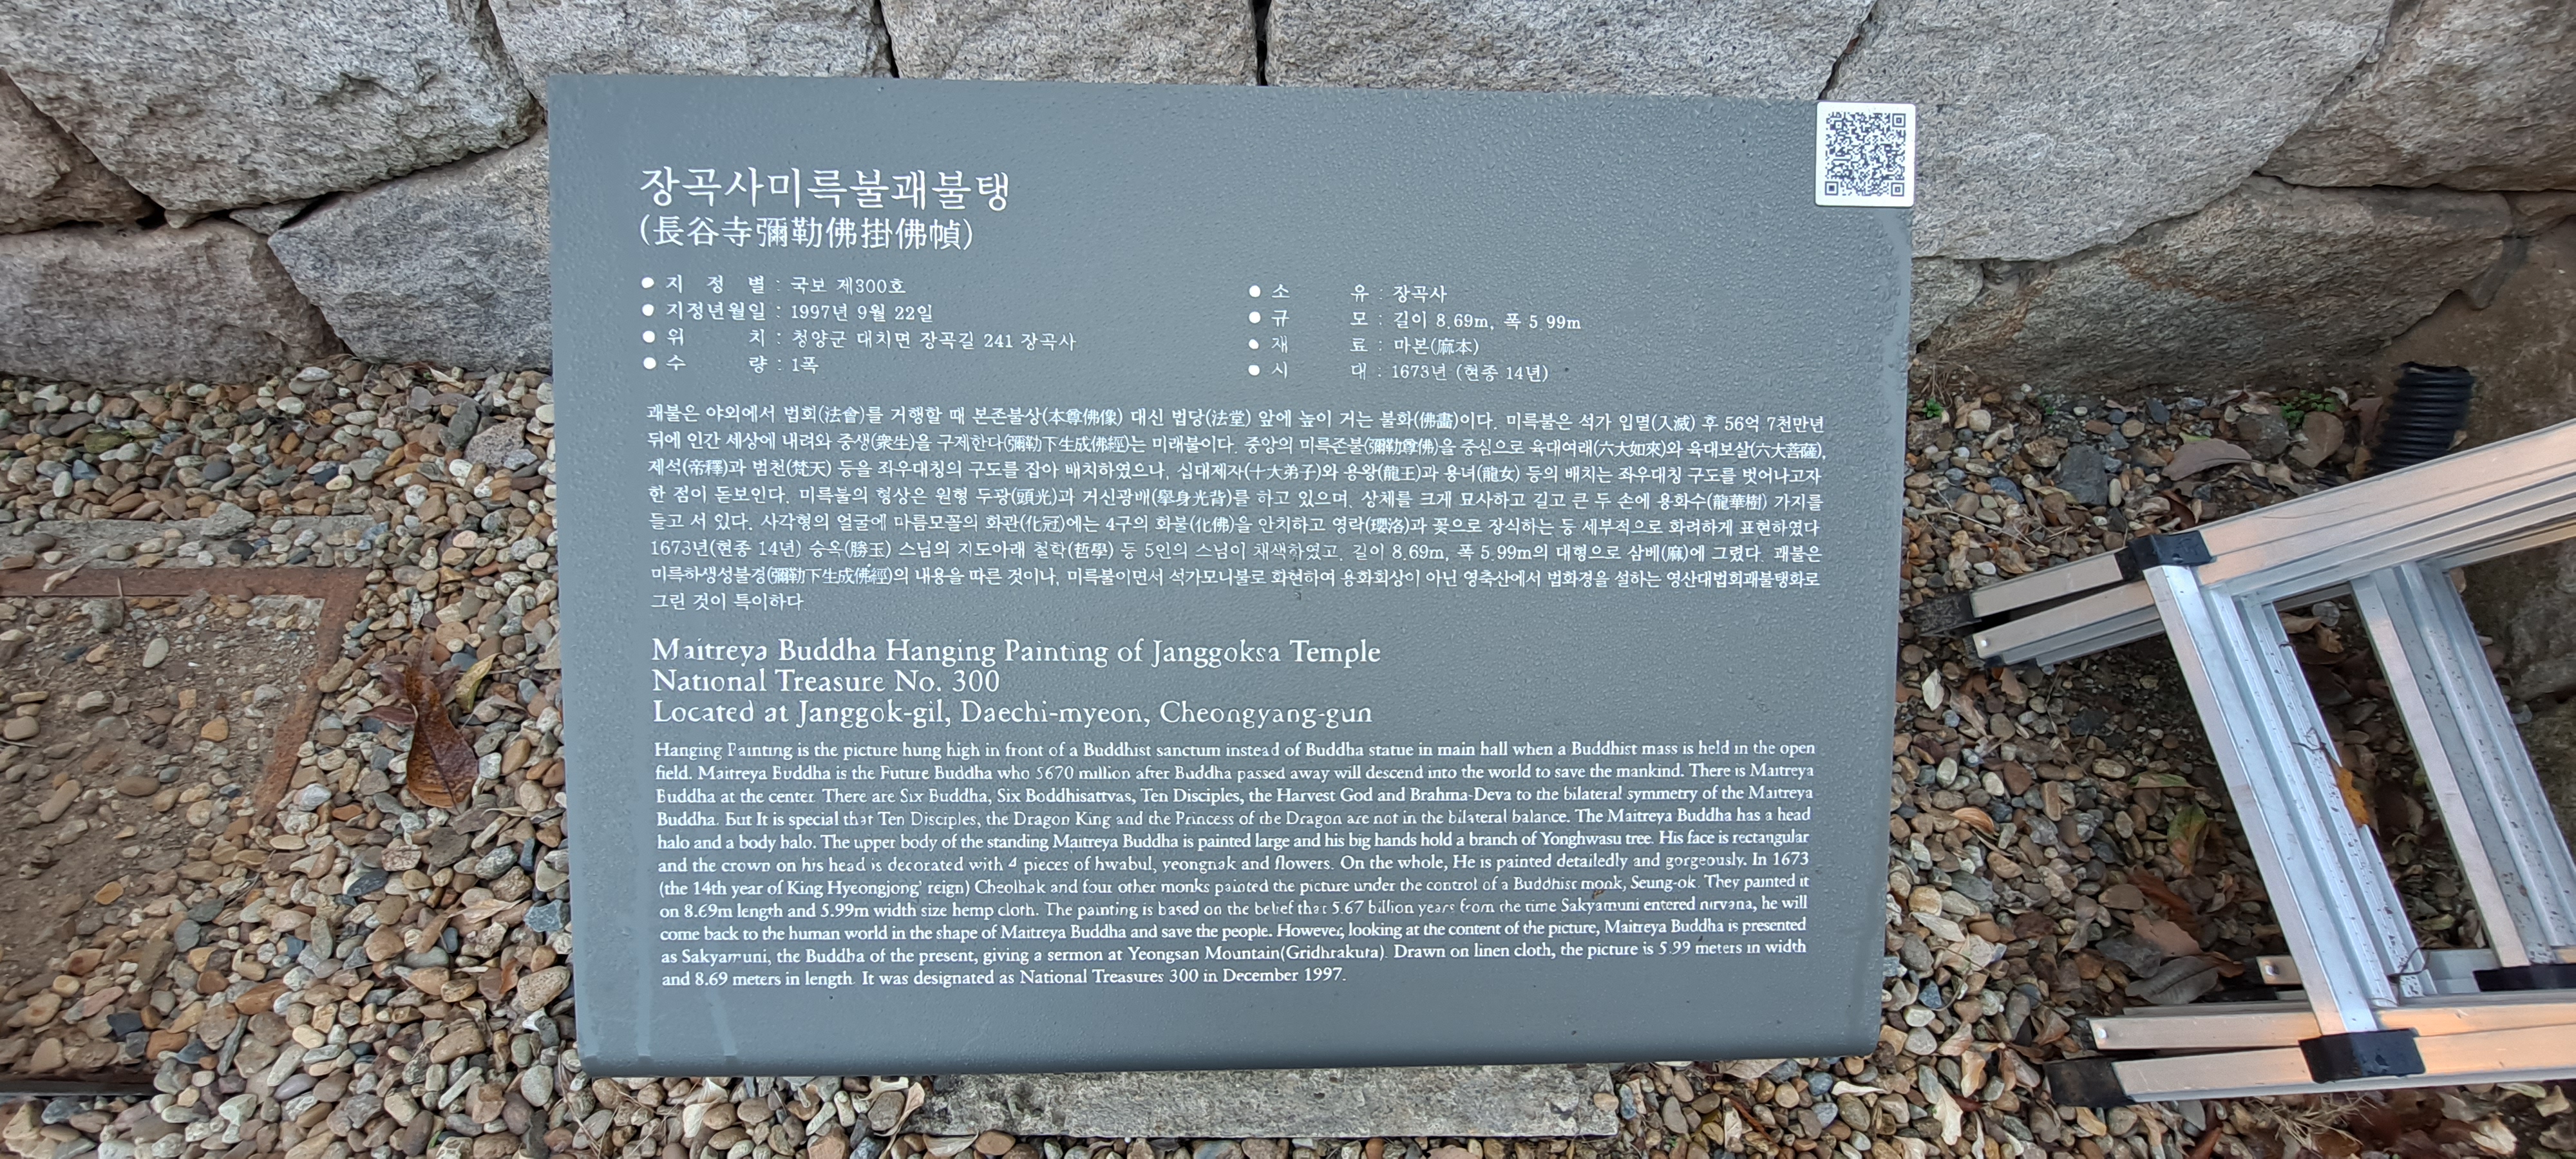 장곡사미륵불괘불탱
(長谷寺彌勒佛掛佛幀)
● 지 정 별 : 국보 제300호
● 지정년월일 : 1997년 9월 22일
● 위 치 : 청양군 대치면 장곡길 241 장곡사
● 수 량 : 1폭
● 소 유 : 장곡사
● 규 모 : 길이 8.69m, 폭 5.99m
● 재 료 : 마본(麻本)
● 시 대 : 1673년 (현종 14년)
괘불은 야외에서 법회(法會)를 거행할 때 본존불상(本尊佛像) 대신 법당(法堂) 앞에 높이 거는 불화(佛畵)이다. 미륵불은 석가 입멸(入滅) 후 56억 7천만년
뒤에 인간 세상에 내려와 중생(衆生)을 구제한다(彌勒下生成佛經)는 미래불이다. 중앙의 미륵존불(彌勒尊佛)을 중심으로 육대여래(六大如來)와 육대보살(六大菩薩),
제석(帝釋)과 범천(梵天) 등을 좌우대칭의 구도를 잡아 배치하였으나, 십대제자(十大弟子)와 용왕(龍王)과 용녀(龍女) 등의 배치는 좌우대칭 구도를 벗어나고자
한 점이 돋보인다. 미륵불의 형상은 원형 두광(頭光)과 거신광배(擧身光背)를 하고 있으며, 상체를 크게 묘사하고 길고 큰 두 손에 용화수(龍華樹) 가지를
들고 서 있다. 사각형의 얼굴에 마름모꼴의 화관(化冠)에는 4구의 화불(化佛)을 안치하고 영락(瓔洛)과 꽃으로 장식하는 등 세부적으로 화려하게 표현하였다
1673년(현종 14년) 승옥(勝玉) 스님의 지도아래 철학(哲學) 등 5인의 스님이 채색하였고, 길이 8.69m, 폭 5.99m의 대형으로 삼베(麻)에 그렸다. 괘불은
미륵하생성불경(彌勒下生成佛經)의 내용을 따른 것이나, 미륵불이면서 석가모니불로 화현하여 용화회상이 아닌 영축산에서 법화경을 설하는 영산대법회괘불탱화로
그린 것이 특이하다
Maitreya Buddha Hanging Painting of Janggoksa Temple
National Treasure No. 300
Located at Janggok-gil, Daechi-myeon, Cheongyang-gun
Hanging Painting is the picture hung high in front of a Buddhist sanctum instead of Buddha statue in main hall when a Buddhist mass is held in the open
field. Maitreya Buddha is the Future Buddha who 5670 million after Buddha passed away will descend into the world to save the mankind. There is Maitreya
Buddha at the center. There are Six Buddha, Six Boddhisattvas, Ten Disciples, the Harvest God and Brahma-Deva to the bilateral symmetry of the Maitreya
Buddha. But It is special that Ten Disciples, the Dragon King and the Princess of the Dragon are not in the bilateral balance. The Maitreya Buddha has a head
halo and a body halo. The upper body of the standing Maitreya Buddha is painted large and his big hands hold a branch of Yonghwasu tree. His face is rectangular
and the crown on his head is decorated with 4 pieces of hwabul, yeongnak and flowers. On the whole, He is painted detailedly and gorgeously. In 1673
(the 14th year of King Hyeongjong' reign) Cheolhak and four other monks painted the picture under the control of a Buddhist monk, Seung-ok. They painted it
on 8.69m length and 5.99m width size hemp cloth. The painting is based on the belief that 5.67 billion years from the time Sakyamuni entered nirvana, he will
come back to the human world in the shape of Maitreya Buddha and save the people. However, looking at the content of the picture, Maitreya Buddha is presented
as Sakyamuni, the Buddha of the present, giving a sermon at Yeongsan Mountain(Gridhrakuta). Drawn on linen cloth, the picture is 5.99 meters in width
and 8.69 meters in length. It was designated as National Treasures 300 in December 1997.